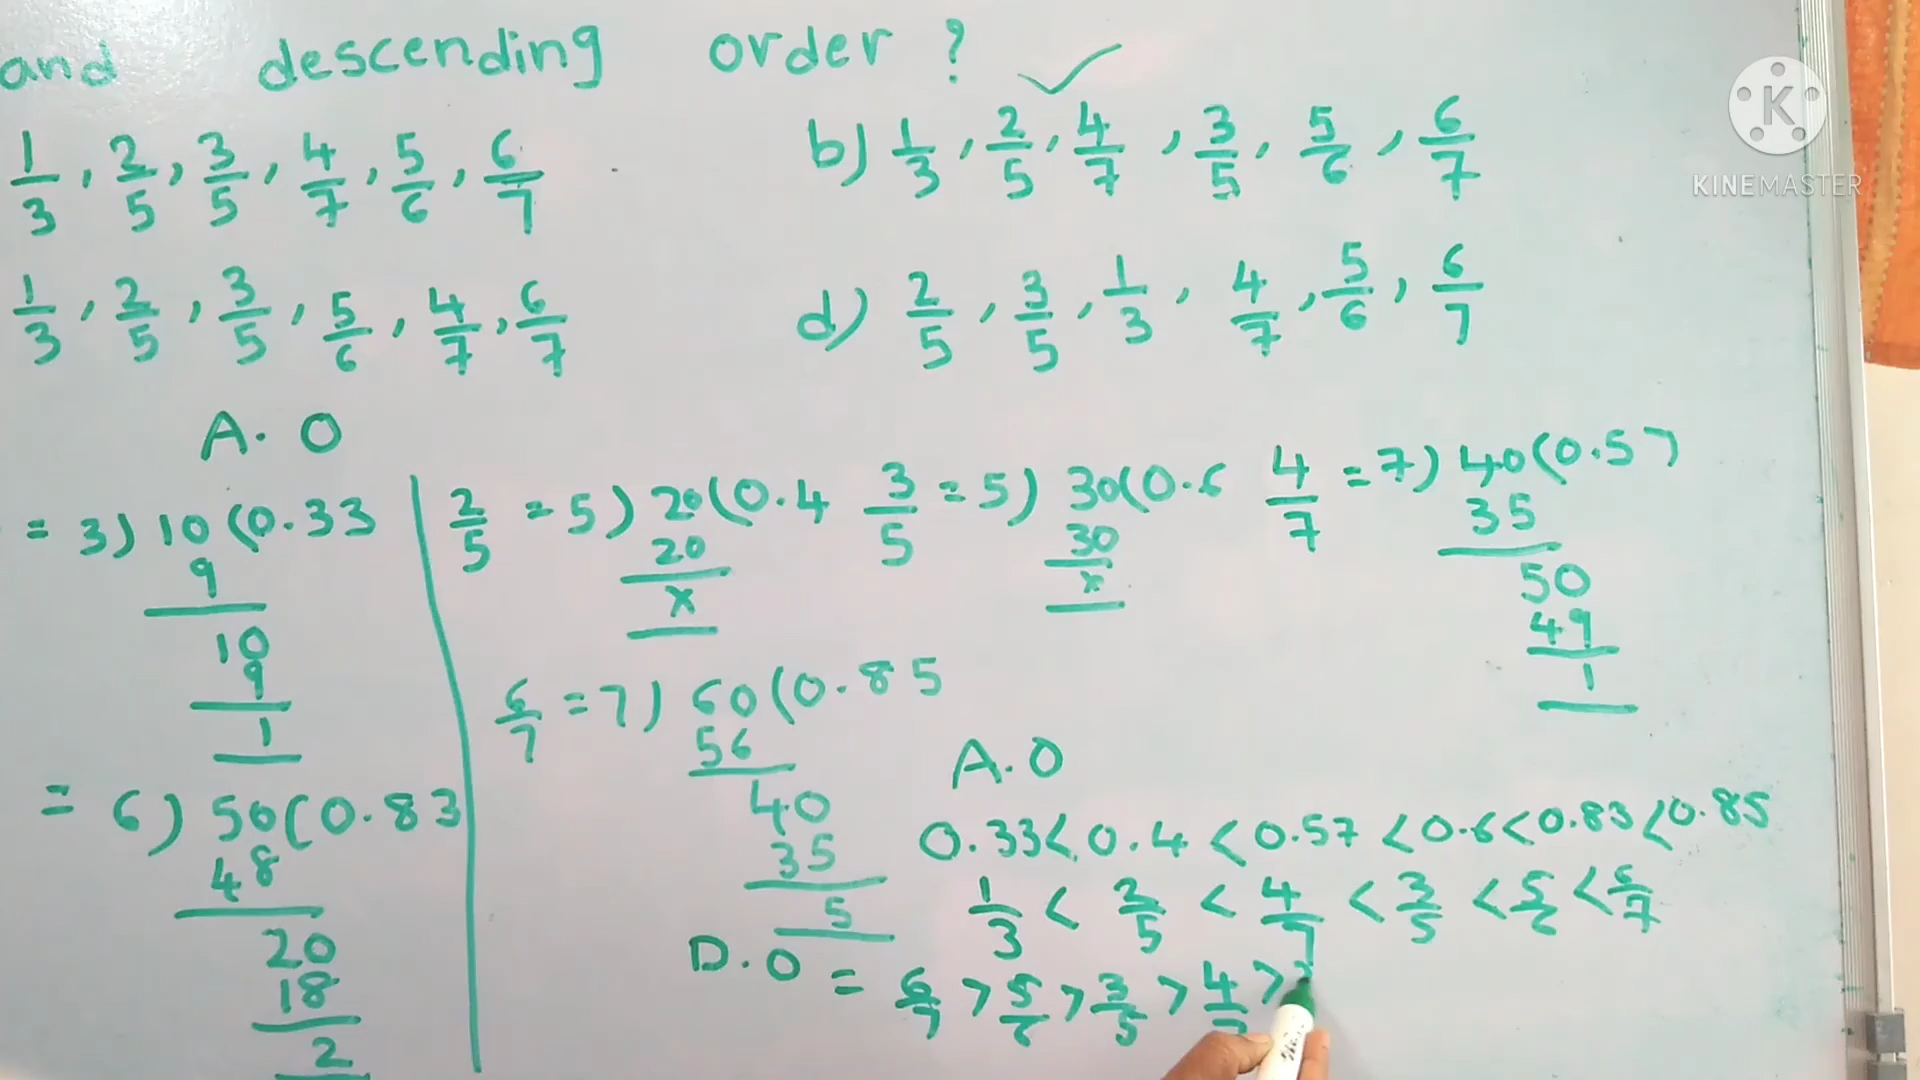 and descending order ?
1/3, 2/5, 3/5, 4/7, 5/6, 6/7
b) 1/3, 2/5, 4/7, 3/5, 5/6, 6/7
1/3, 2/5, 3/5, 5/6, 4/7, 6/7
d) 2/5, 3/5, 1/3, 4/7, 5/6, 6/7
A. O
= 3) 10 (0.33
9
10
9
1
2/5 = 5) 20 (0.4
20
x
3/5 = 5) 30 (0.6
30
x
4/7 = 7) 40 (0.57
35
50
49
1
= 6) 50 (0.83
48
20
18
2
6/7 = 7) 60 (0.85
56
40
35
5
A. O
0.33 < 0.4 < 0.57 < 0.6 < 0.83 < 0.85
1/3 < 2/5 < 4/7 < 3/5 < 5/6 < 6/7
D. O = 6/7 > 5/6 > 3/5 > 4/7 >
K
KINEMASTER